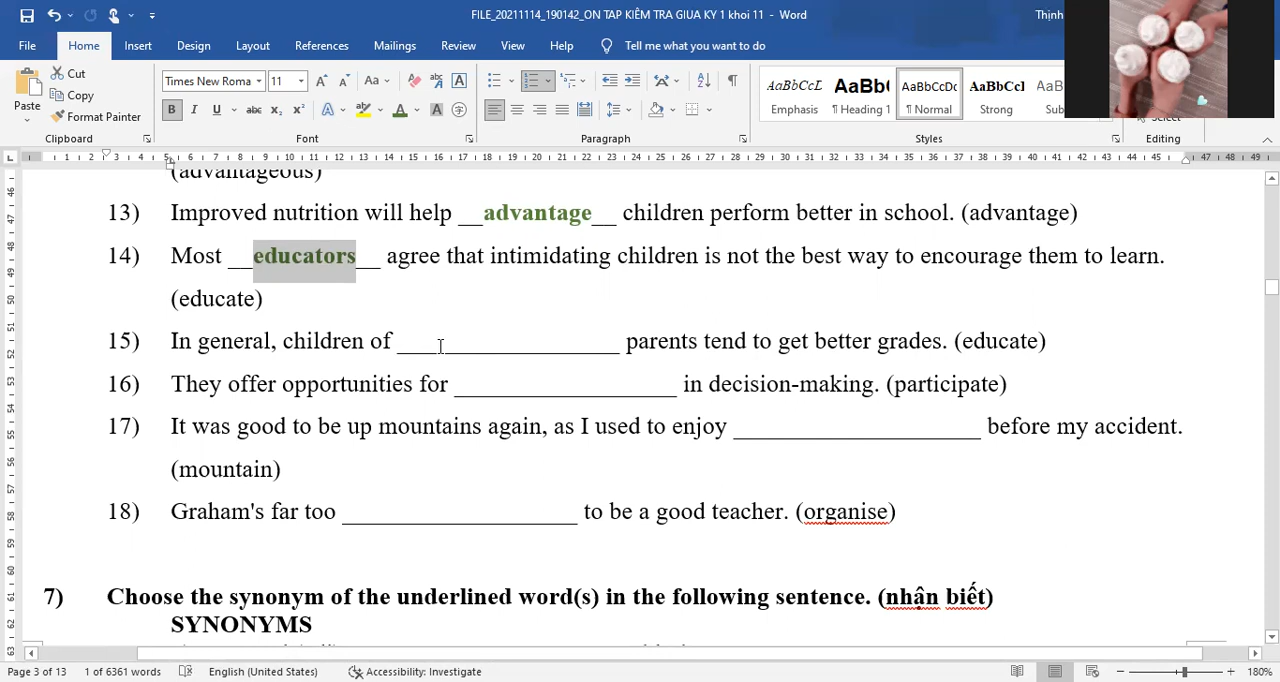 FILE_20211114_190142_ON TAP KIỂM TRA GIUA KY 1 khoi 11 - Word
Thịnh
File Home Insert Design Layout References Mailings Review View Help Tell me what you want to do
Paste
Cut
Copy
Format Painter
Clipboard
Times New Roma 11
Font
Paragraph
AaBbCcL Emphasis
AaBb( ¶ Heading 1
AaBbCcDc ¶ Normal
AaBbCcI Strong
Styles
Select
Editing
(advantageous)
13) Improved nutrition will help __advantage__ children perform better in school. (advantage)
14) Most __educators__ agree that intimidating children is not the best way to encourage them to learn.
(educate)
15) In general, children of __________________ parents tend to get better grades. (educate)
16) They offer opportunities for __________________ in decision-making. (participate)
17) It was good to be up mountains again, as I used to enjoy ____________________ before my accident.
(mountain)
18) Graham's far too ___________________ to be a good teacher. (organise)
7) Choose the synonym of the underlined word(s) in the following sentence. (nhận biết)
SYNONYMS
Page 3 of 13 1 of 6361 words English (United States) Accessibility: Investigate 180%